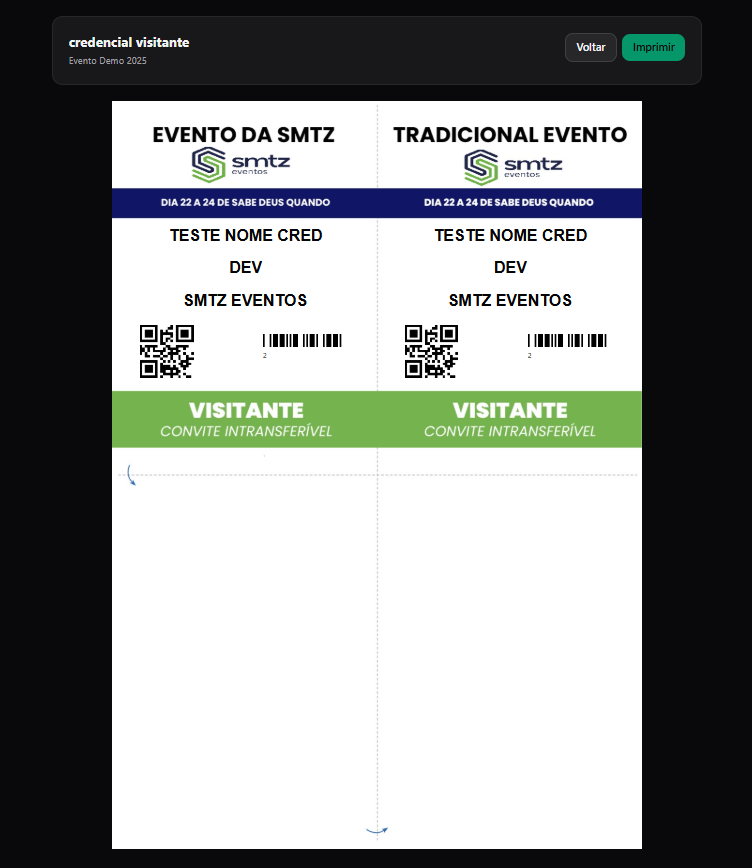 credencial visitante
Evento Demo 2025
Voltar
Imprimir
EVENTO DA SMTZ
smtz
eventos
DIA 22 A 24 DE SABE DEUS QUANDO
TESTE NOME CRED
DEV
SMTZ EVENTOS
2
VISITANTE
CONVITE INTRANSFERÍVEL
TRADICIONAL EVENTO
smtz
eventos
DIA 22 A 24 DE SABE DEUS QUANDO
TESTE NOME CRED
DEV
SMTZ EVENTOS
2
VISITANTE
CONVITE INTRANSFERÍVEL